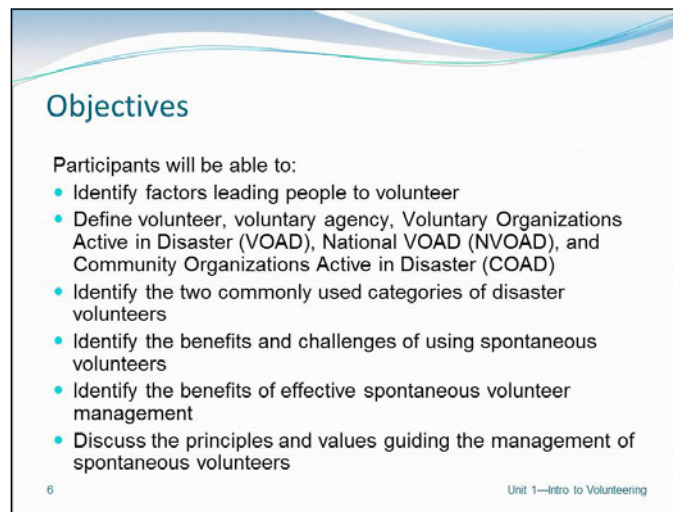 Objectives
Participants will be able to:
• Identify factors leading people to volunteer
• Define volunteer, voluntary agency, Voluntary Organizations
Active in Disaster (VOAD), National VOAD (NVOAD), and
Community Organizations Active in Disaster (COAD)
• Identify the two commonly used categories of disaster
volunteers
• Identify the benefits and challenges of using spontaneous
volunteers
• Identify the benefits of effective spontaneous volunteer
management
• Discuss the principles and values guiding the management of
spontaneous volunteers
6 Unit 1—Intro to Volunteering